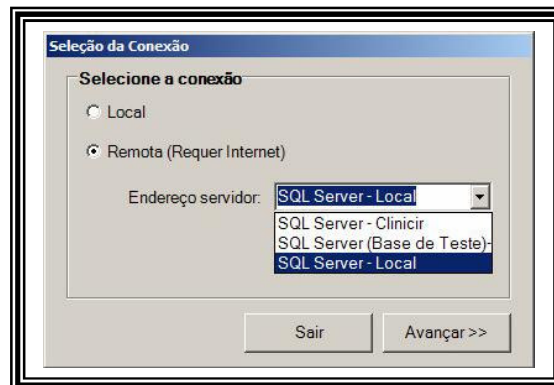 Seleção da Conexão
Selecione a conexão
Local
Remota (Requer Internet)
Endereço servidor: SQL Server - Local
SQL Server - Clinicir
SQL Server (Base de Teste)-
SQL Server - Local
Sair Avançar >>